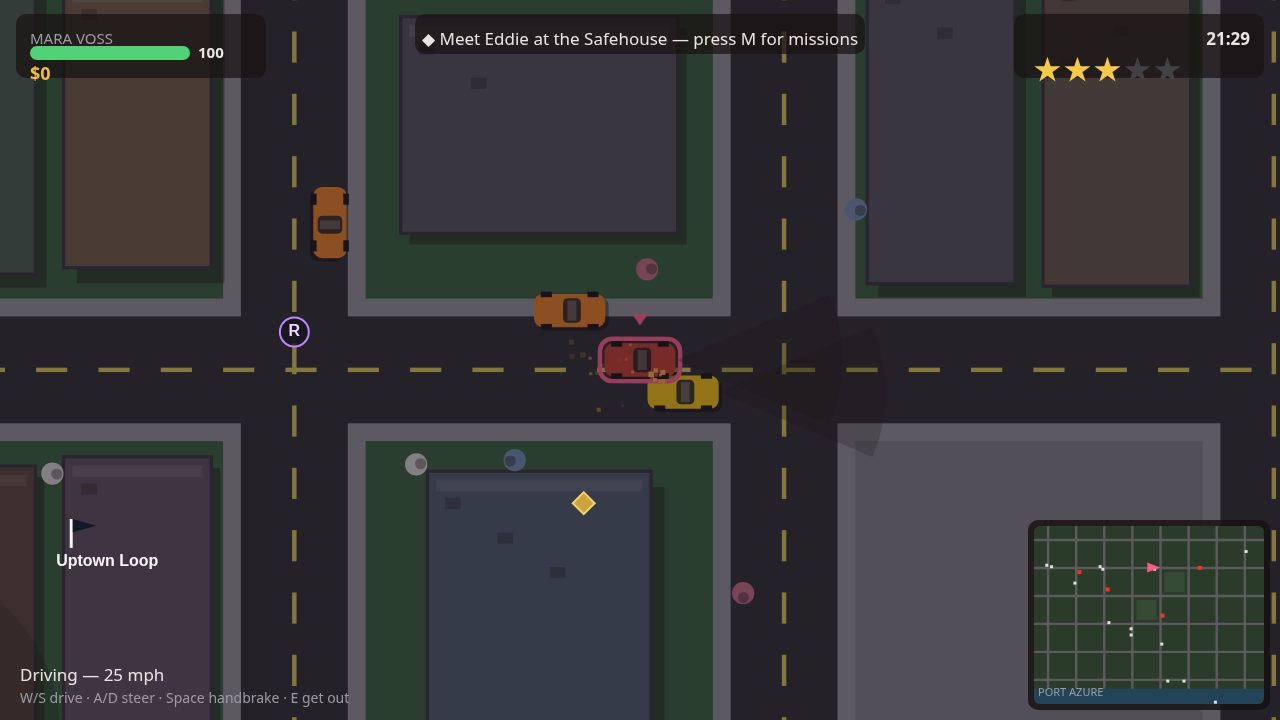 MARA VOSS
100
$0
◆ Meet Eddie at the Safehouse — press M for missions
21:29
R
Uptown Loop
Driving — 25 mph
W/S drive · A/D steer · Space handbrake · E get out
PORT AZURE